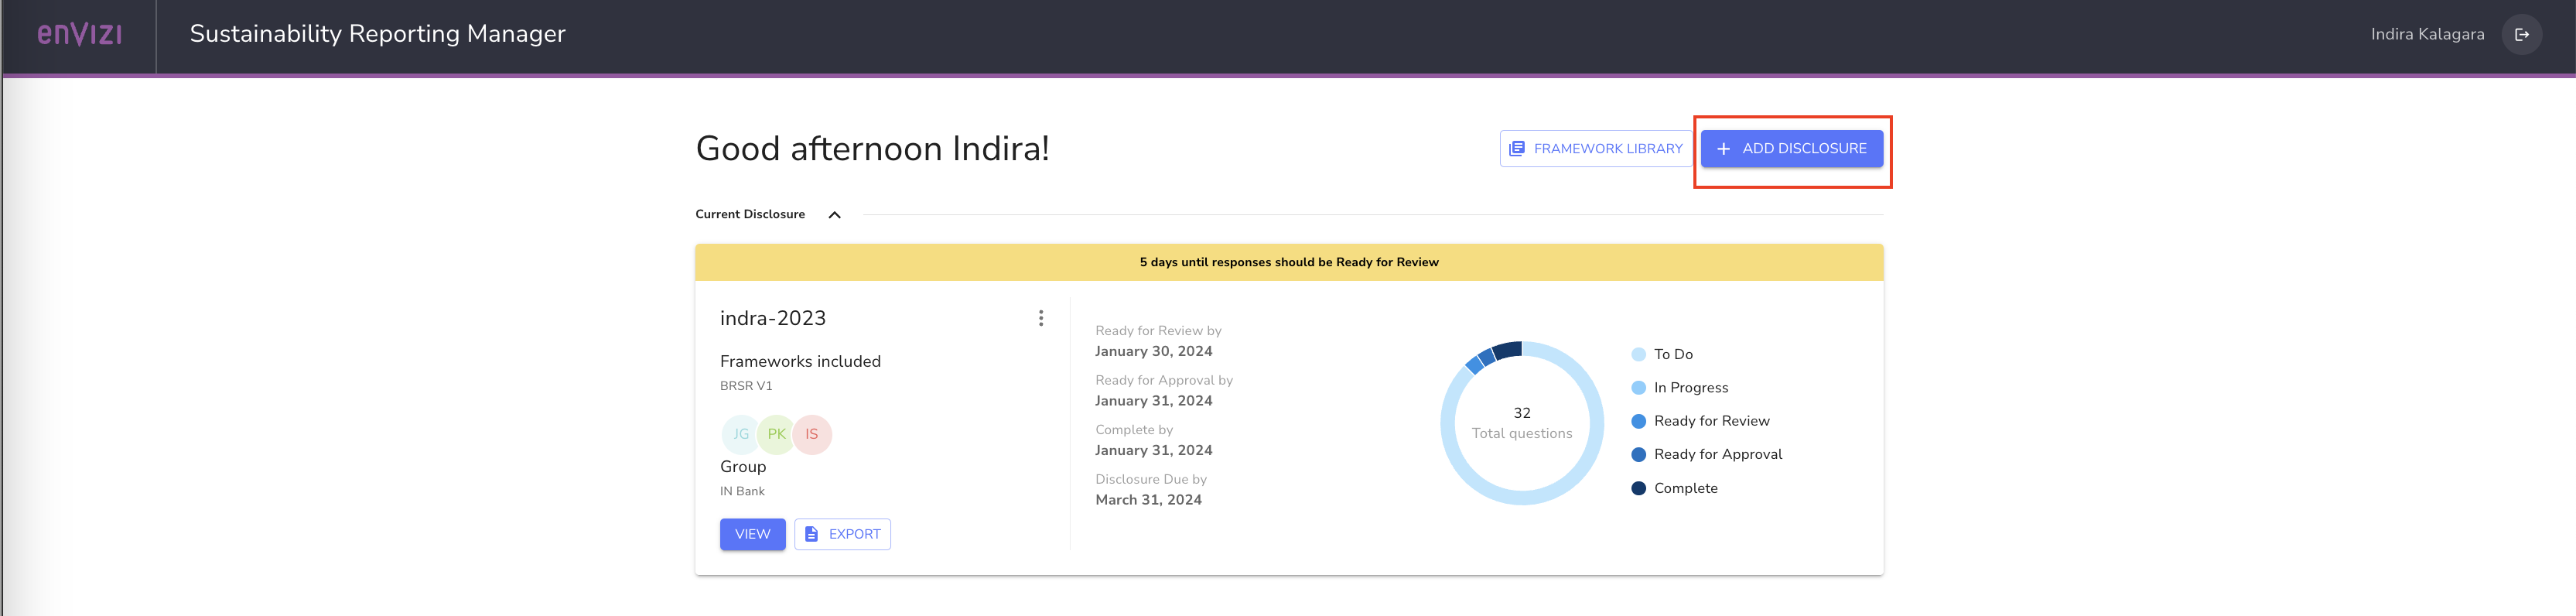 enVIZI
Sustainability Reporting Manager
Indira Kalagara
Good afternoon Indira!
FRAMEWORK LIBRARY
+ ADD DISCLOSURE
Current Disclosure
5 days until responses should be Ready for Review
indra-2023
Frameworks included
BRSR V1
JG PK IS
Group
IN Bank
VIEW
EXPORT
Ready for Review by
January 30, 2024
Ready for Approval by
January 31, 2024
Complete by
January 31, 2024
Disclosure Due by
March 31, 2024
32
Total questions
To Do
In Progress
Ready for Review
Ready for Approval
Complete